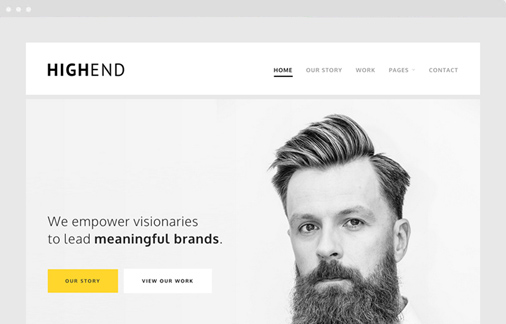 HIGHEND
HOME OUR STORY WORK PAGES CONTACT
We empower visionaries
to lead meaningful brands.
OUR STORY VIEW OUR WORK